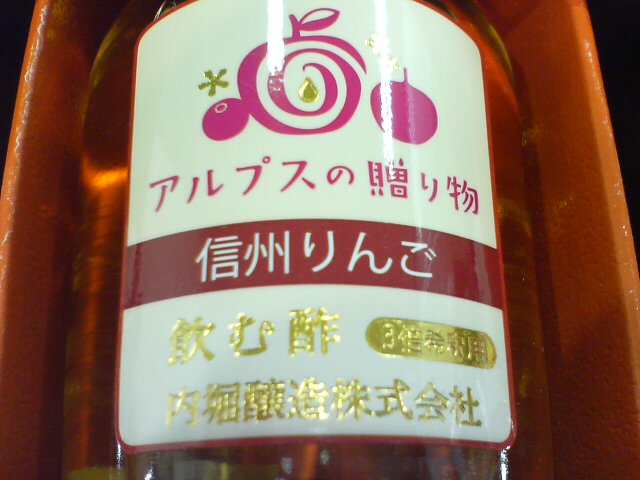 アルプスの贈り物
信州りんご
飲む酢
3倍希釈用
内堀醸造株式会社